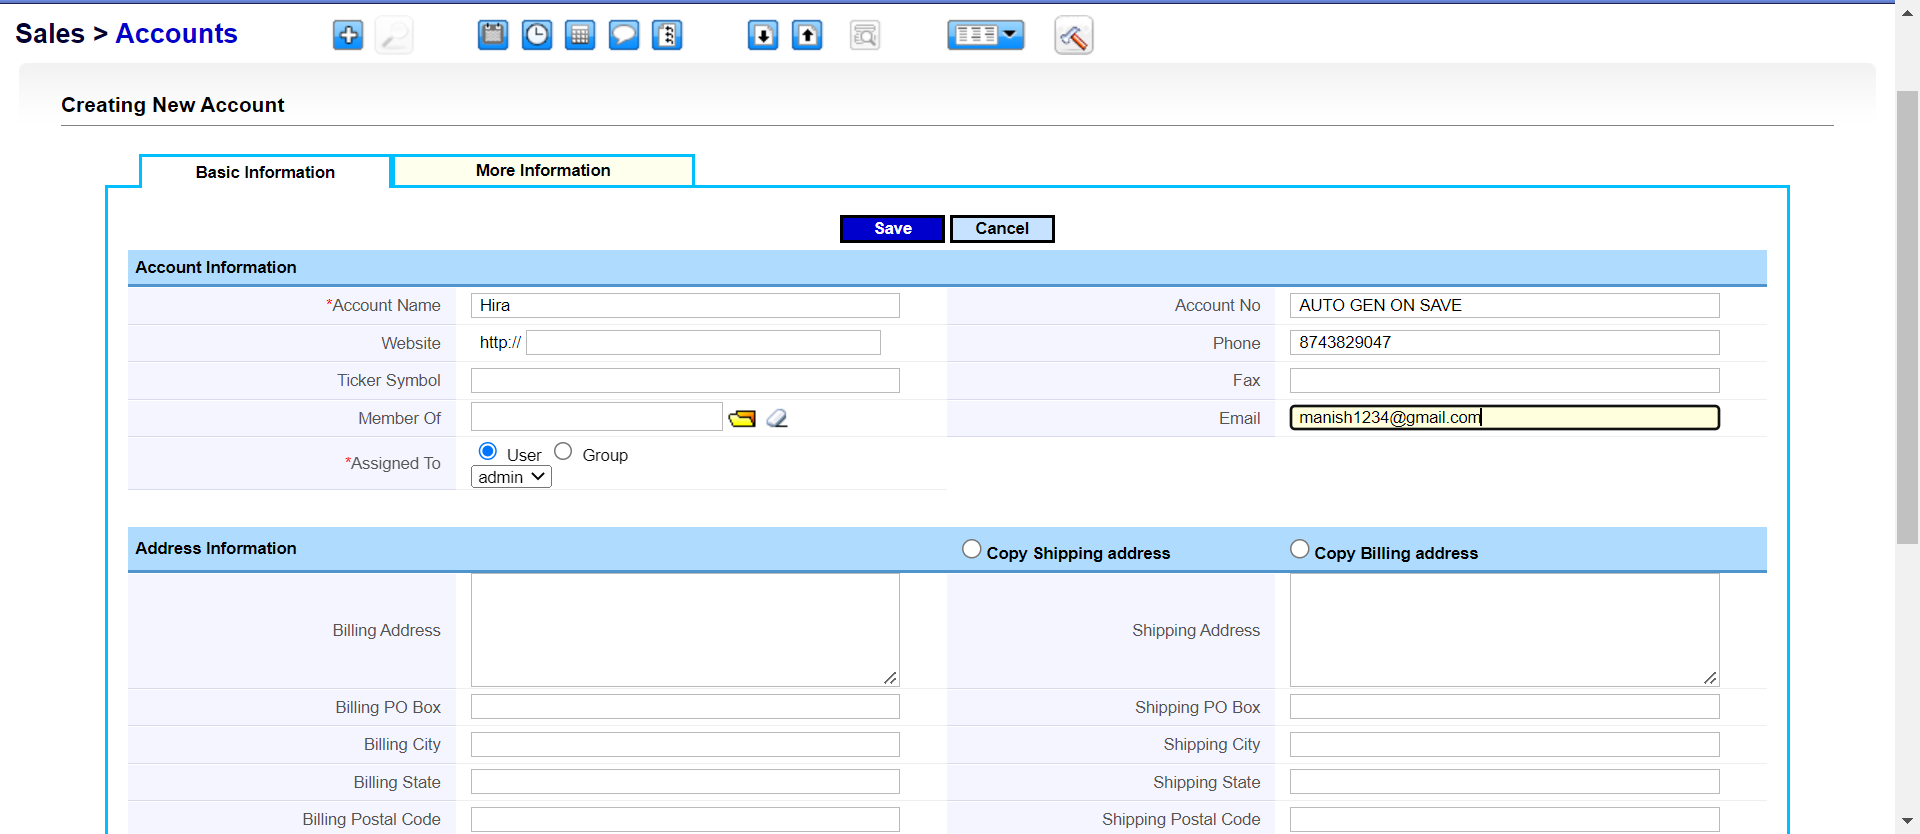 Sales > Accounts
Creating New Account
Basic Information More Information
Save Cancel
Account Information
*Account Name Hira Account No AUTO GEN ON SAVE
Website http:// Phone 8743829047
Ticker Symbol Fax
Member Of Email manish1234@gmail.com
*Assigned To User Group
admin
Address Information Copy Shipping address Copy Billing address
Billing Address Shipping Address
Billing PO Box Shipping PO Box
Billing City Shipping City
Billing State Shipping State
Billing Postal Code Shipping Postal Code